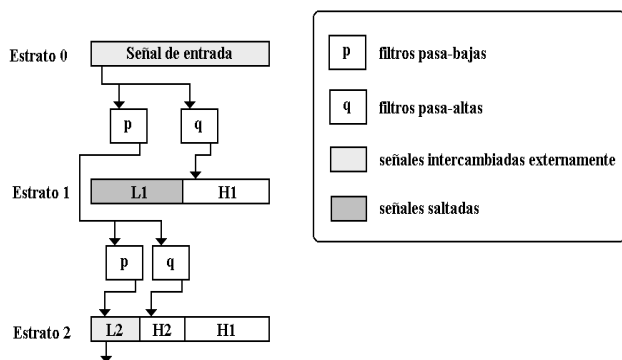 Estrato 0
Señal de entrada
p
q
Estrato 1
L1
H1
p
q
Estrato 2
L2
H2
H1
p
filtros pasa-bajas
q
filtros pasa-altas
señales intercambiadas externamente
señales saltadas